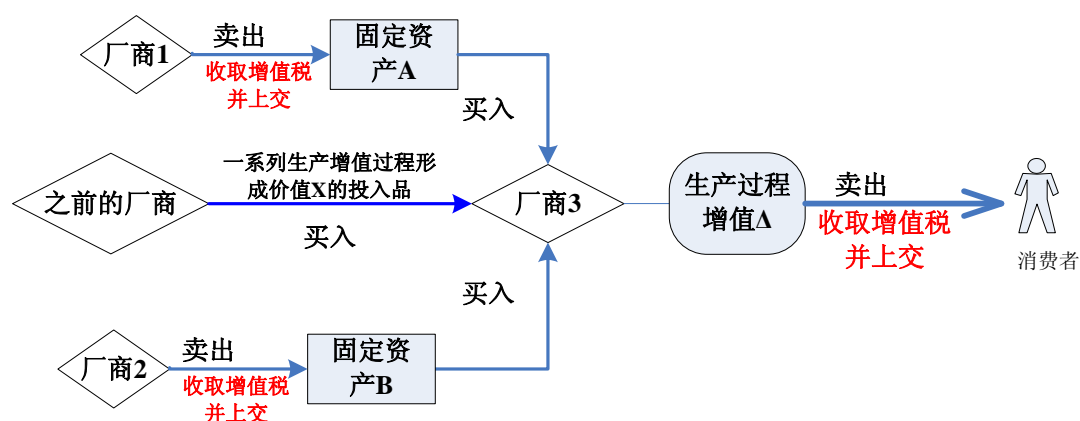 厂商1
卖出
收取增值税
并上交
固定资
产A
买入
之前的厂商
一系列生产增值过程形
成价值X的投入品
买入
厂商3
生产过程
增值Δ
卖出
收取增值税
并上交
消费者
买入
厂商2
卖出
收取增值税
并上交
固定资
产B